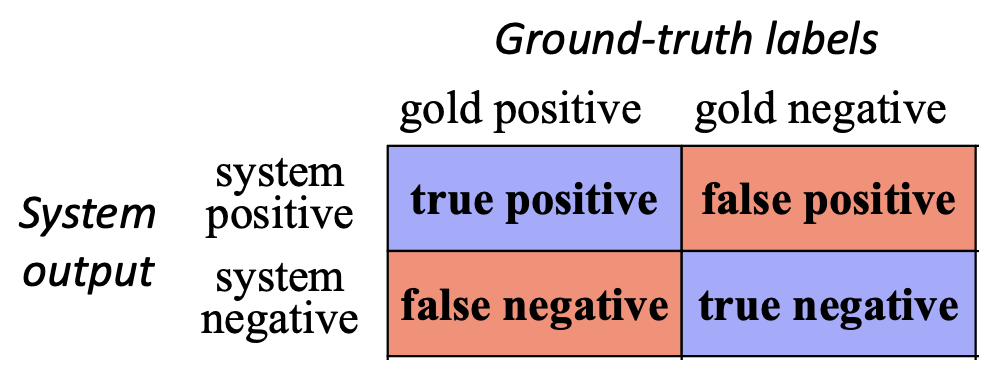 Ground-truth labels
gold positive
gold negative
System
output
system
positive
true positive
false positive
system
negative
false negative
true negative